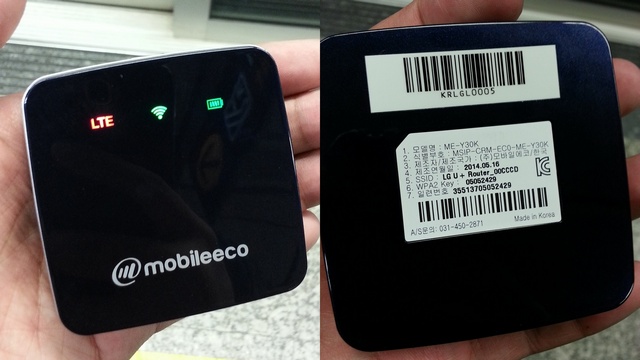 LTE
mobileeco
KRLGL0005
1. 모델명 : ME-Y30K
2. 식별부호 : MSIP-CRM-ECO-ME-Y30K
3. 제조자/제조국가 : (주)모바일에코/한국
4. 제조연월일 : 2014.05.16
5. SSID : LG U+ Router_00CCCD
6. WPA2 Key : 05052429
7. 일련번호 35513705052429
A/S문의: 031-450-2871
Made in Korea